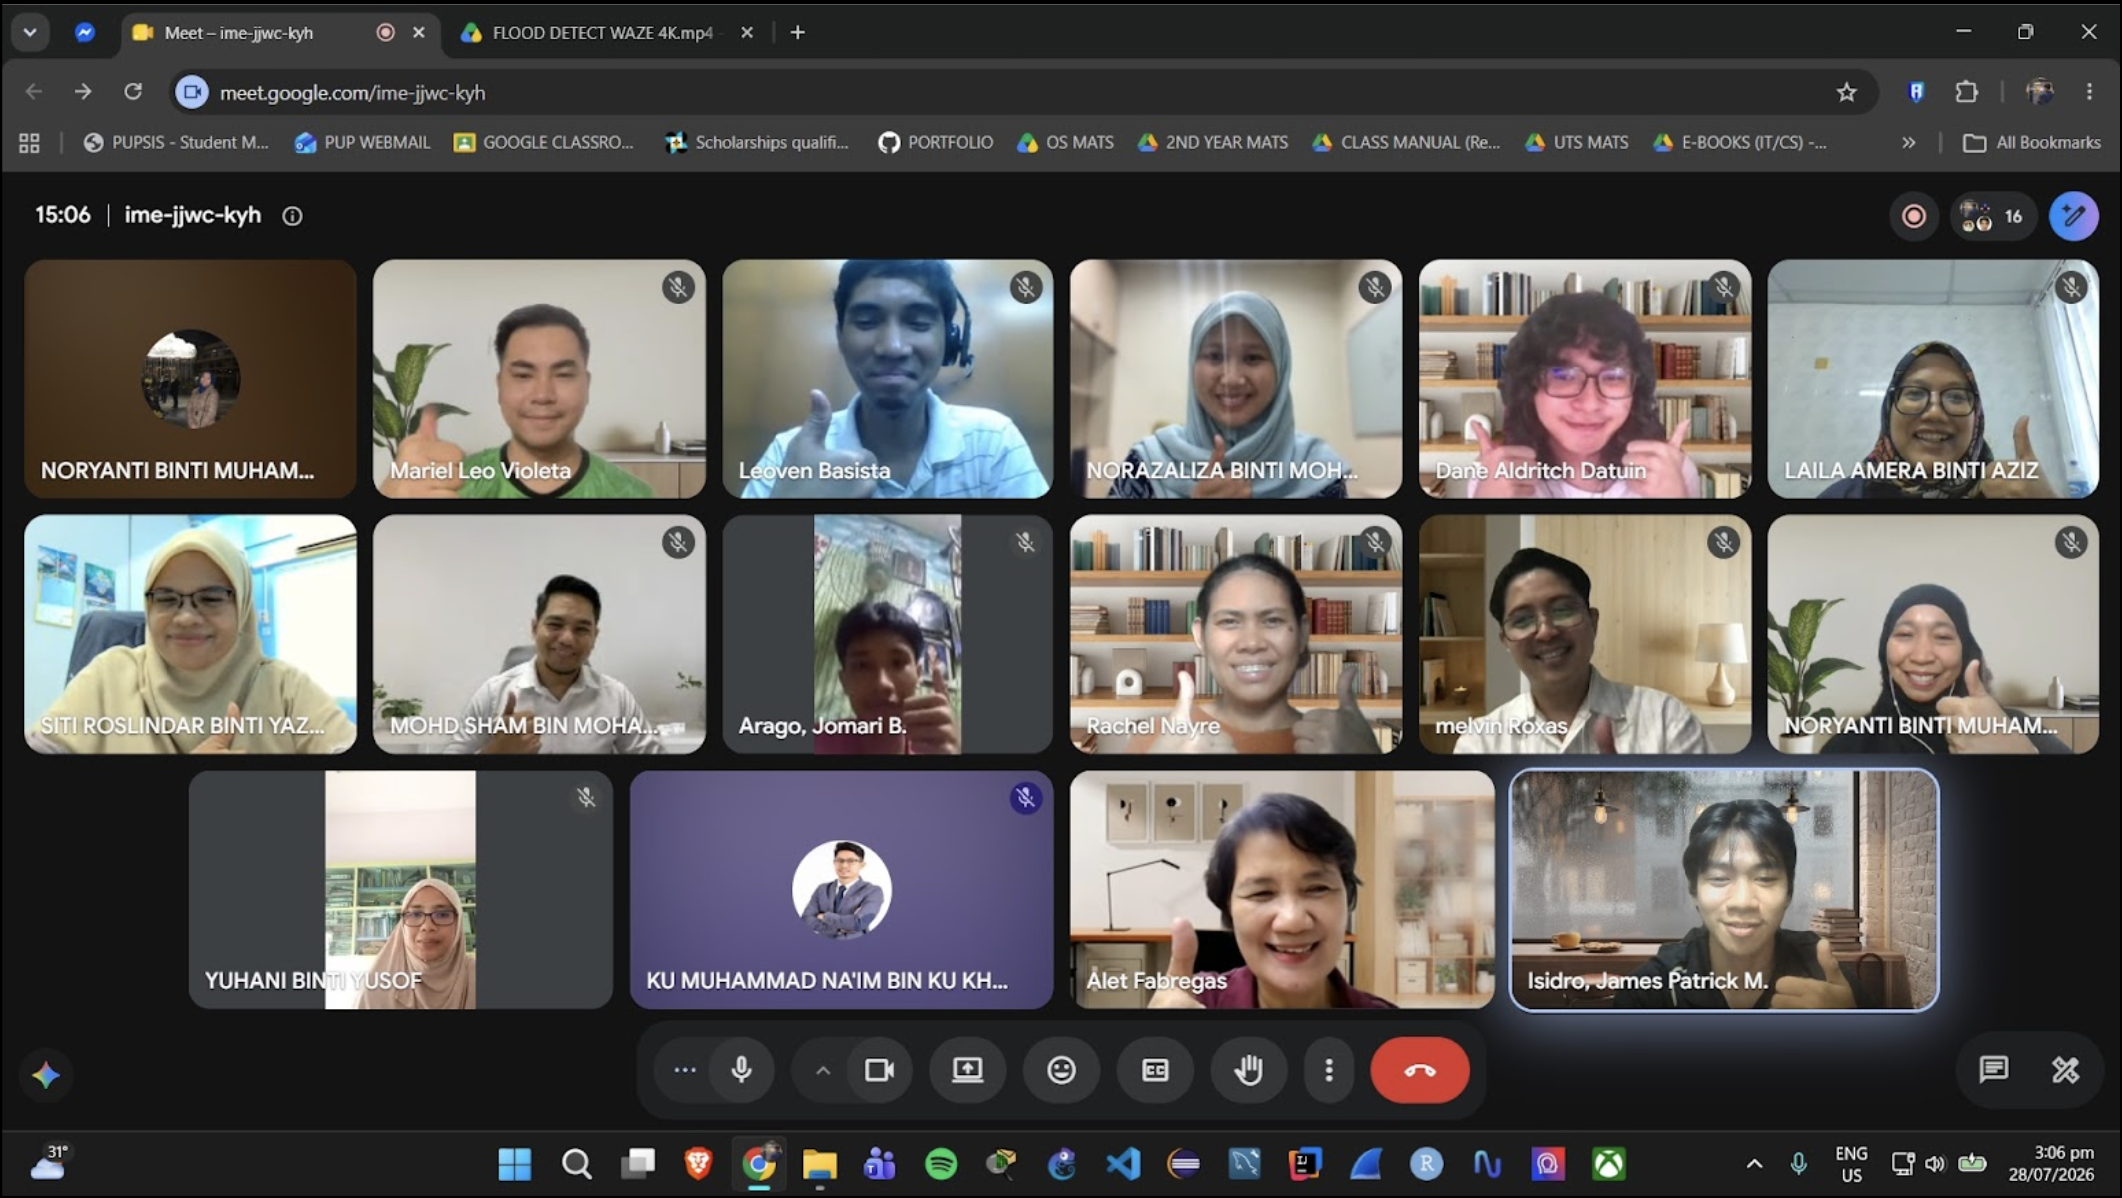 Meet – ime-jjwc-kyh
FLOOD DETECT WAZE 4K.mp4
meet.google.com/ime-jjwc-kyh
PUPSIS - Student M...
PUP WEBMAIL
GOOGLE CLASSRO...
Scholarships qualifi...
PORTFOLIO
OS MATS
2ND YEAR MATS
CLASS MANUAL (Re...
UTS MATS
E-BOOKS (IT/CS) -...
All Bookmarks
15:06 | ime-jjwc-kyh
16
NORYANTI BINTI MUHAM...
Mariel Leo Violeta
Leoven Basista
NORAZALIZA BINTI MOH...
Dane Aldritch Datuin
LAILA AMERA BINTI AZIZ
SITI ROSLINDAR BINTI YAZ...
MOHD SHAM BIN MOHA...
Arago, Jomari B.
Rachel Nayre
melvin Roxas
NORYANTI BINTI MUHAM...
YUHANI BINTI YUSOF
KU MUHAMMAD NA'IM BIN KU KH...
Alet Fabregas
Isidro, James Patrick M.
31°
ENG
US
3:06 pm
28/07/2026